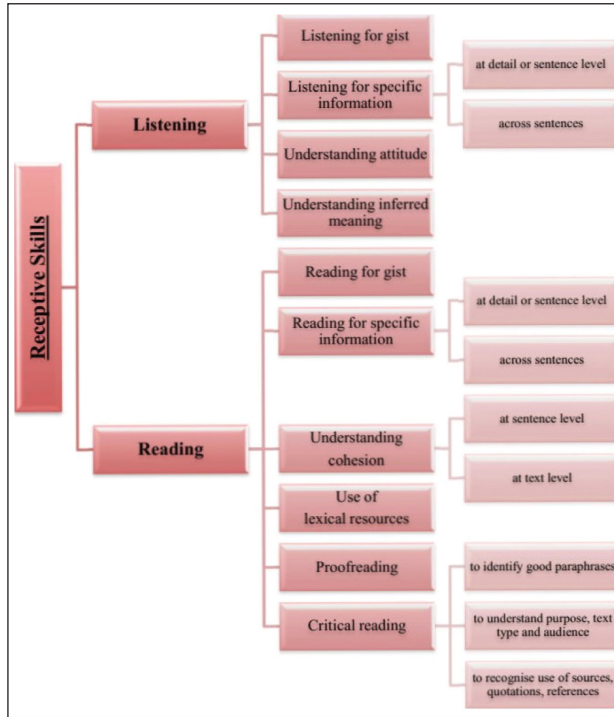 Receptive Skills
Listening
Listening for gist
Listening for specific
information
at detail or sentence level
across sentences
Understanding attitude
Understanding inferred
meaning
Reading
Reading for gist
Reading for specific
information
at detail or sentence level
across sentences
Understanding
cohesion
at sentence level
at text level
Use of
lexical resources
Proofreading
Critical reading
to identify good paraphrases
to understand purpose, text
type and audience
to recognise use of sources,
quotations, references